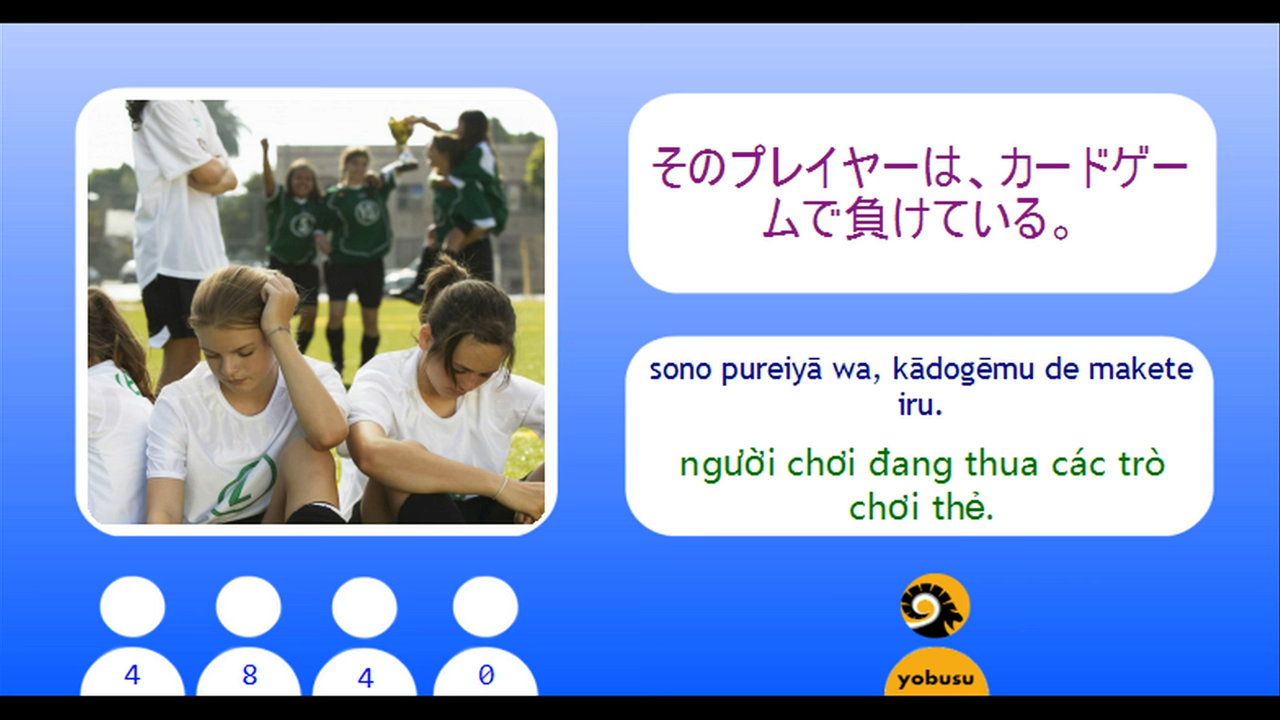 そのプレイヤーは、カードゲー
ムで負けている。
sono pureiyā wa, kādogēmu de makete
iru.
người chơi đang thua các trò
chơi thẻ.
4 8 4 0
yobusu